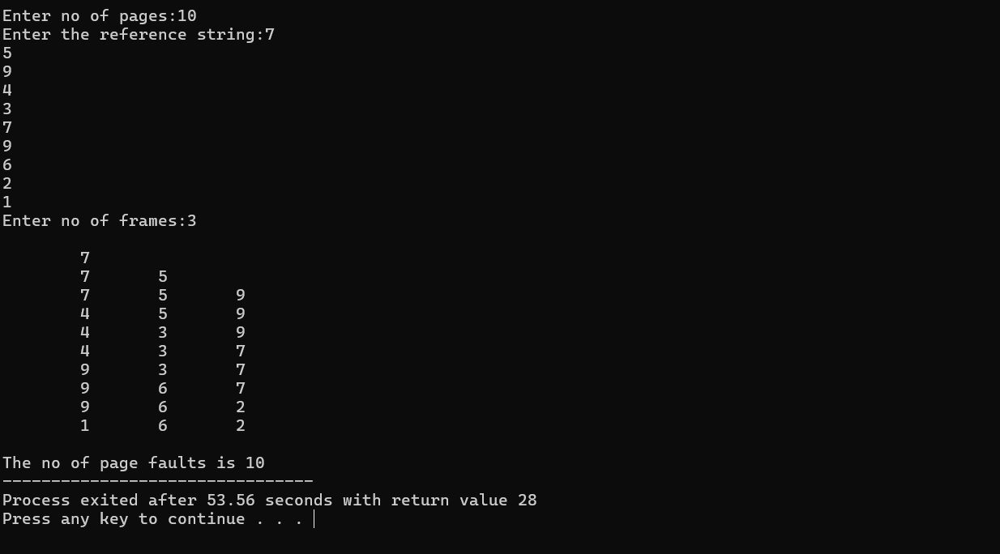 Enter no of pages:10
Enter the reference string:7
5
9
4
3
7
9
6
2
1
Enter no of frames:3
7
7 5
7 5 9
4 5 9
4 3 9
4 3 7
9 3 7
9 6 7
9 6 2
1 6 2
The no of page faults is 10
--------------------------------
Process exited after 53.56 seconds with return value 28
Press any key to continue . . .